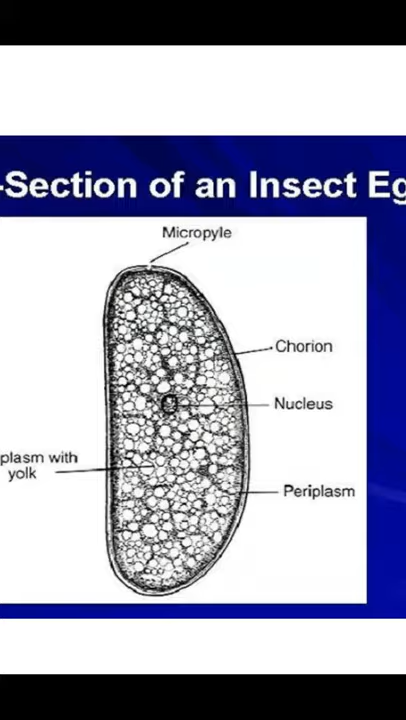 -Section of an Insect Eg
Micropyle
Chorion
Nucleus
plasm with
yolk
Periplasm